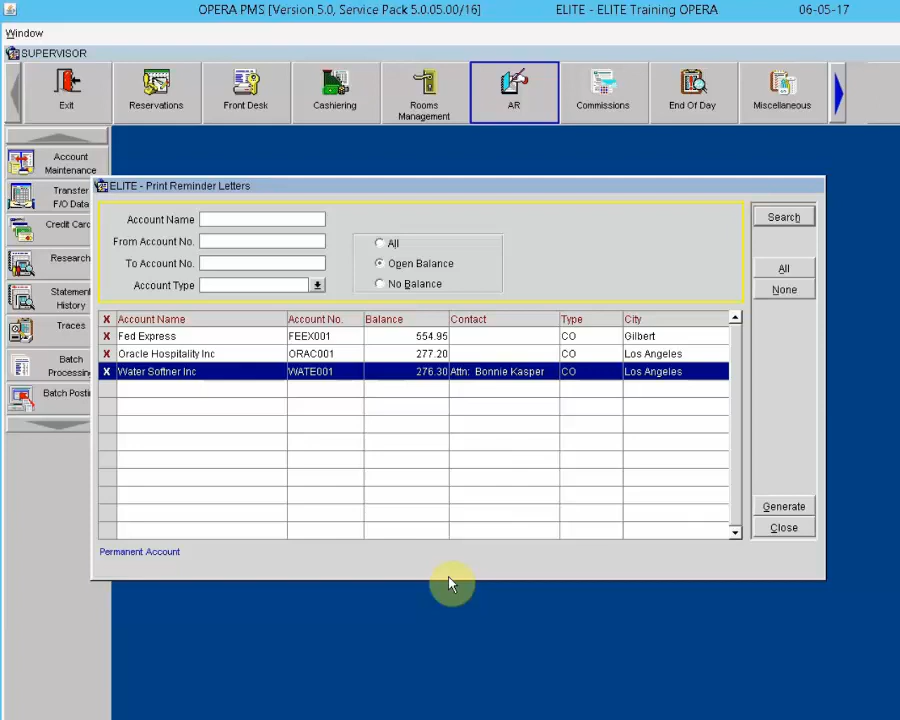 OPERA PMS [Version 5.0, Service Pack 5.0.05.00/16] ELITE - ELITE Training OPERA 06-05-17
Window
SUPERVISOR
Exit
Reservations
Front Desk
Cashiering
Rooms
Management
AR
Commissions
End Of Day
Miscellaneous
Account
Maintenance
Transfer
F/O Data
Credit Card
Research
Statement
History
Traces
Batch
Processing
Batch Posti
ELITE - Print Reminder Letters
Account Name
From Account No.
To Account No.
Account Type
All
Open Balance
No Balance
Search
All
None
Generate
Close
X Account Name Account No. Balance Contact Type City
X Fed Express FEEX001 554.95 CO Gilbert
X Oracle Hospitality Inc ORAC001 277.20 CO Los Angeles
X Water Softner Inc WATE001 276.30 Attn: Bonnie Kasper CO Los Angeles
Permanent Account